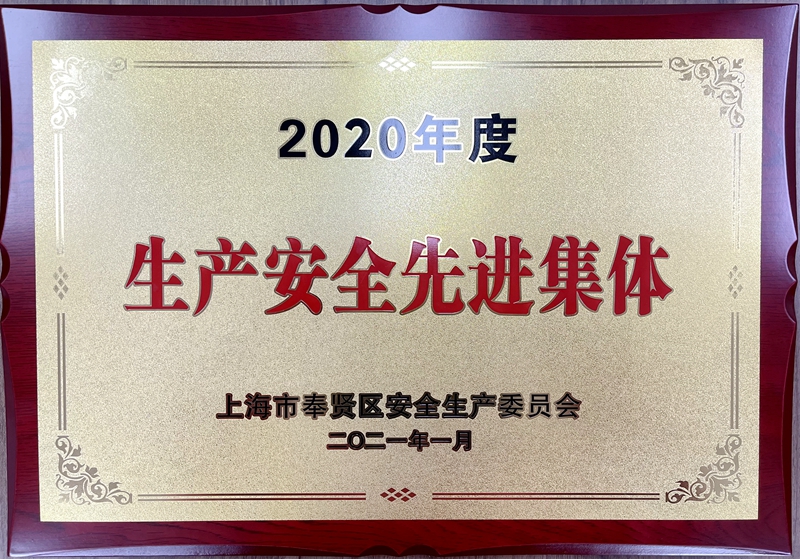 2020年度
生产安全先进集体
上海市奉贤区安全生产委员会
二〇二一年一月